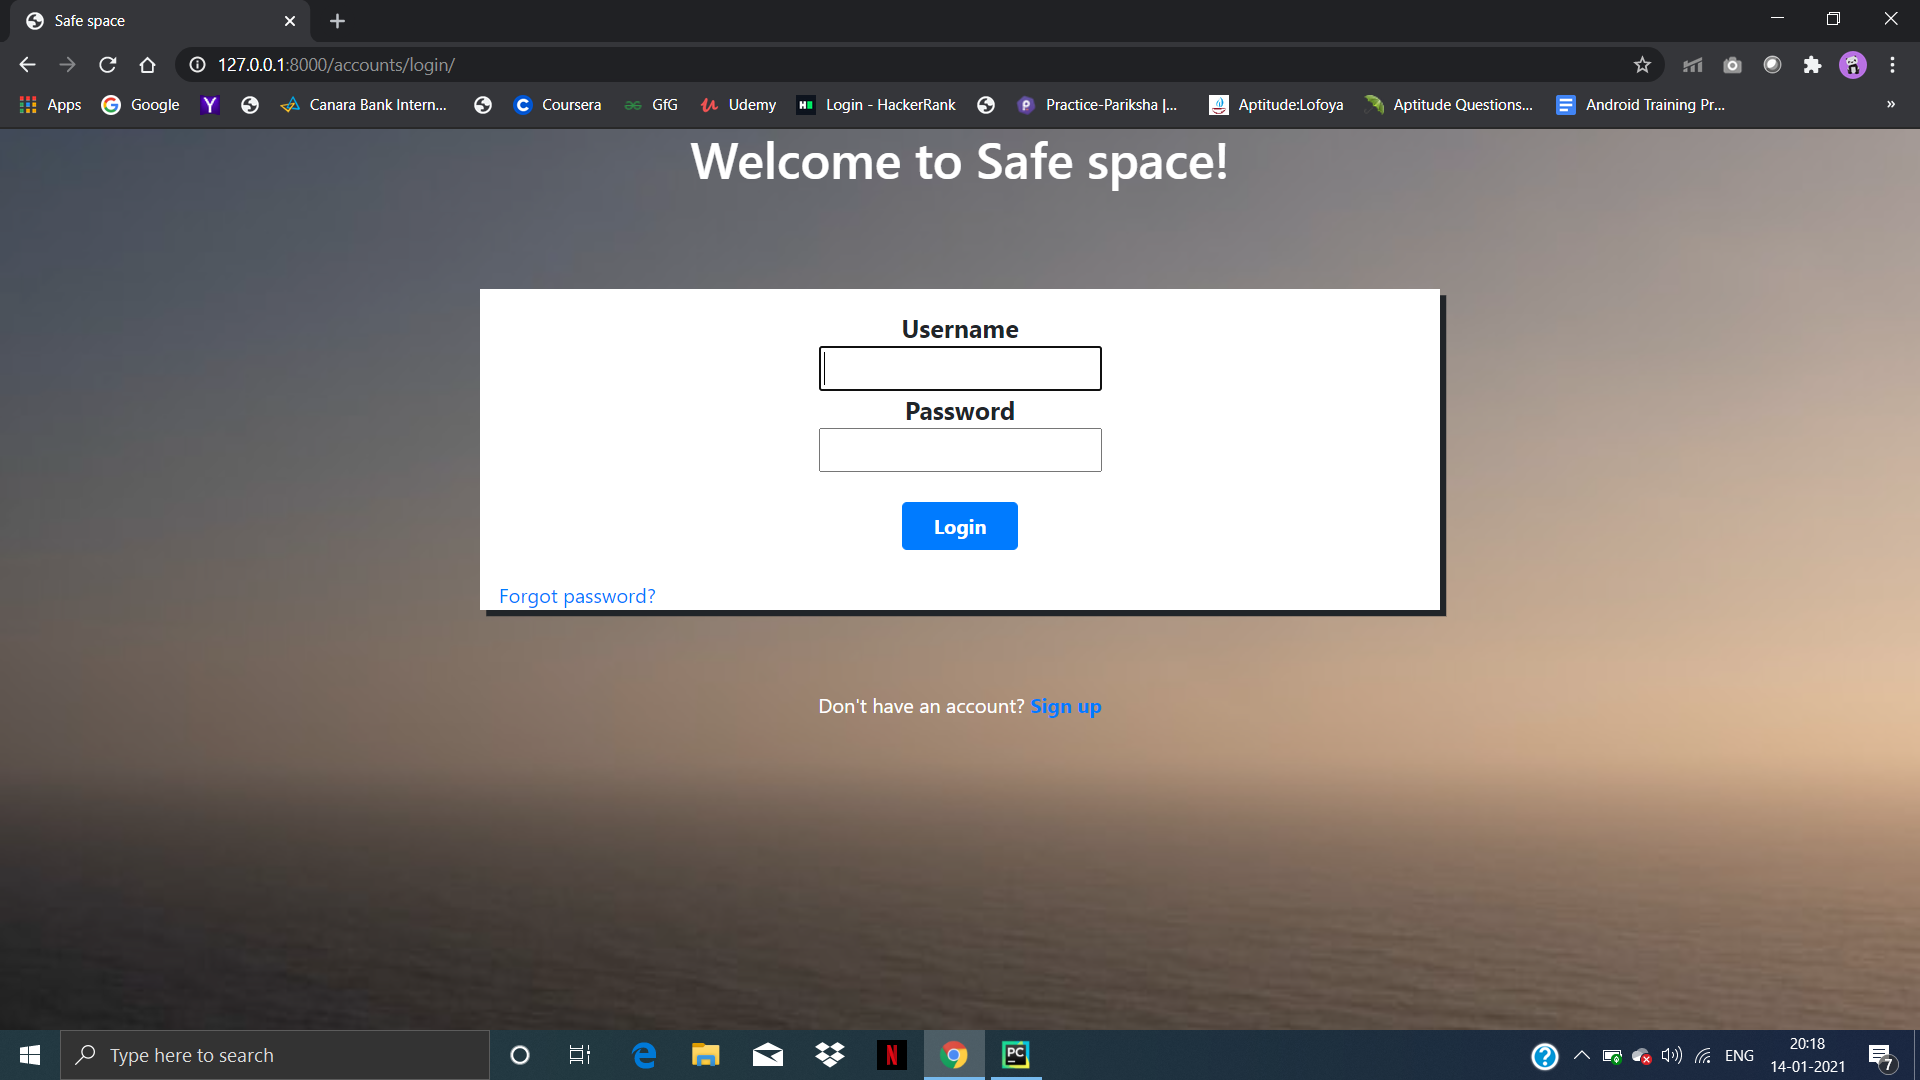 Safe space
127.0.0.1:8000/accounts/login/
Apps Google Canara Bank Intern... Coursera GfG Udemy Login - HackerRank Practice-Pariksha |... Aptitude:Lofoya Aptitude Questions... Android Training Pr... »
Welcome to Safe space!
Username
Password
Login
Forgot password?
Don't have an account? Sign up
Type here to search
PC
ENG
20:18
14-01-2021
7